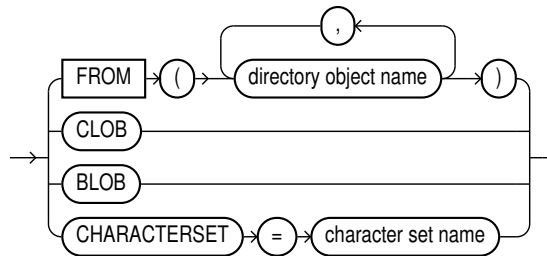 ,
FROM ( directory object name )
CLOB
BLOB
CHARACTERSET = character set name